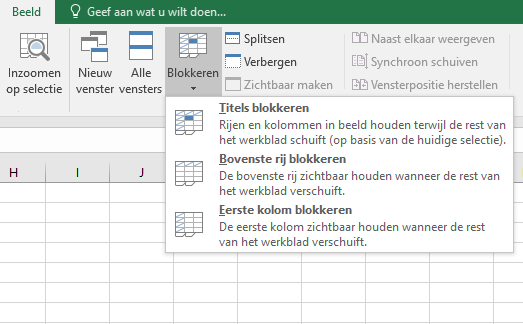 Beeld
Geef aan wat u wilt doen...
Inzoomen
op selectie
Nieuw
venster
Alle
vensters
Blokkeren
Splitsen
Verbergen
Zichtbaar maken
Naast elkaar weergeven
Synchroon schuiven
Vensterpositie herstellen
Titels blokkeren
Rijen en kolommen in beeld houden terwijl de rest van
het werkblad schuift (op basis van de huidige selectie).
Bovenste rij blokkeren
De bovenste rij zichtbaar houden wanneer de rest van
het werkblad verschuift.
Eerste kolom blokkeren
De eerste kolom zichtbaar houden wanneer de rest
van het werkblad verschuift.
H I J